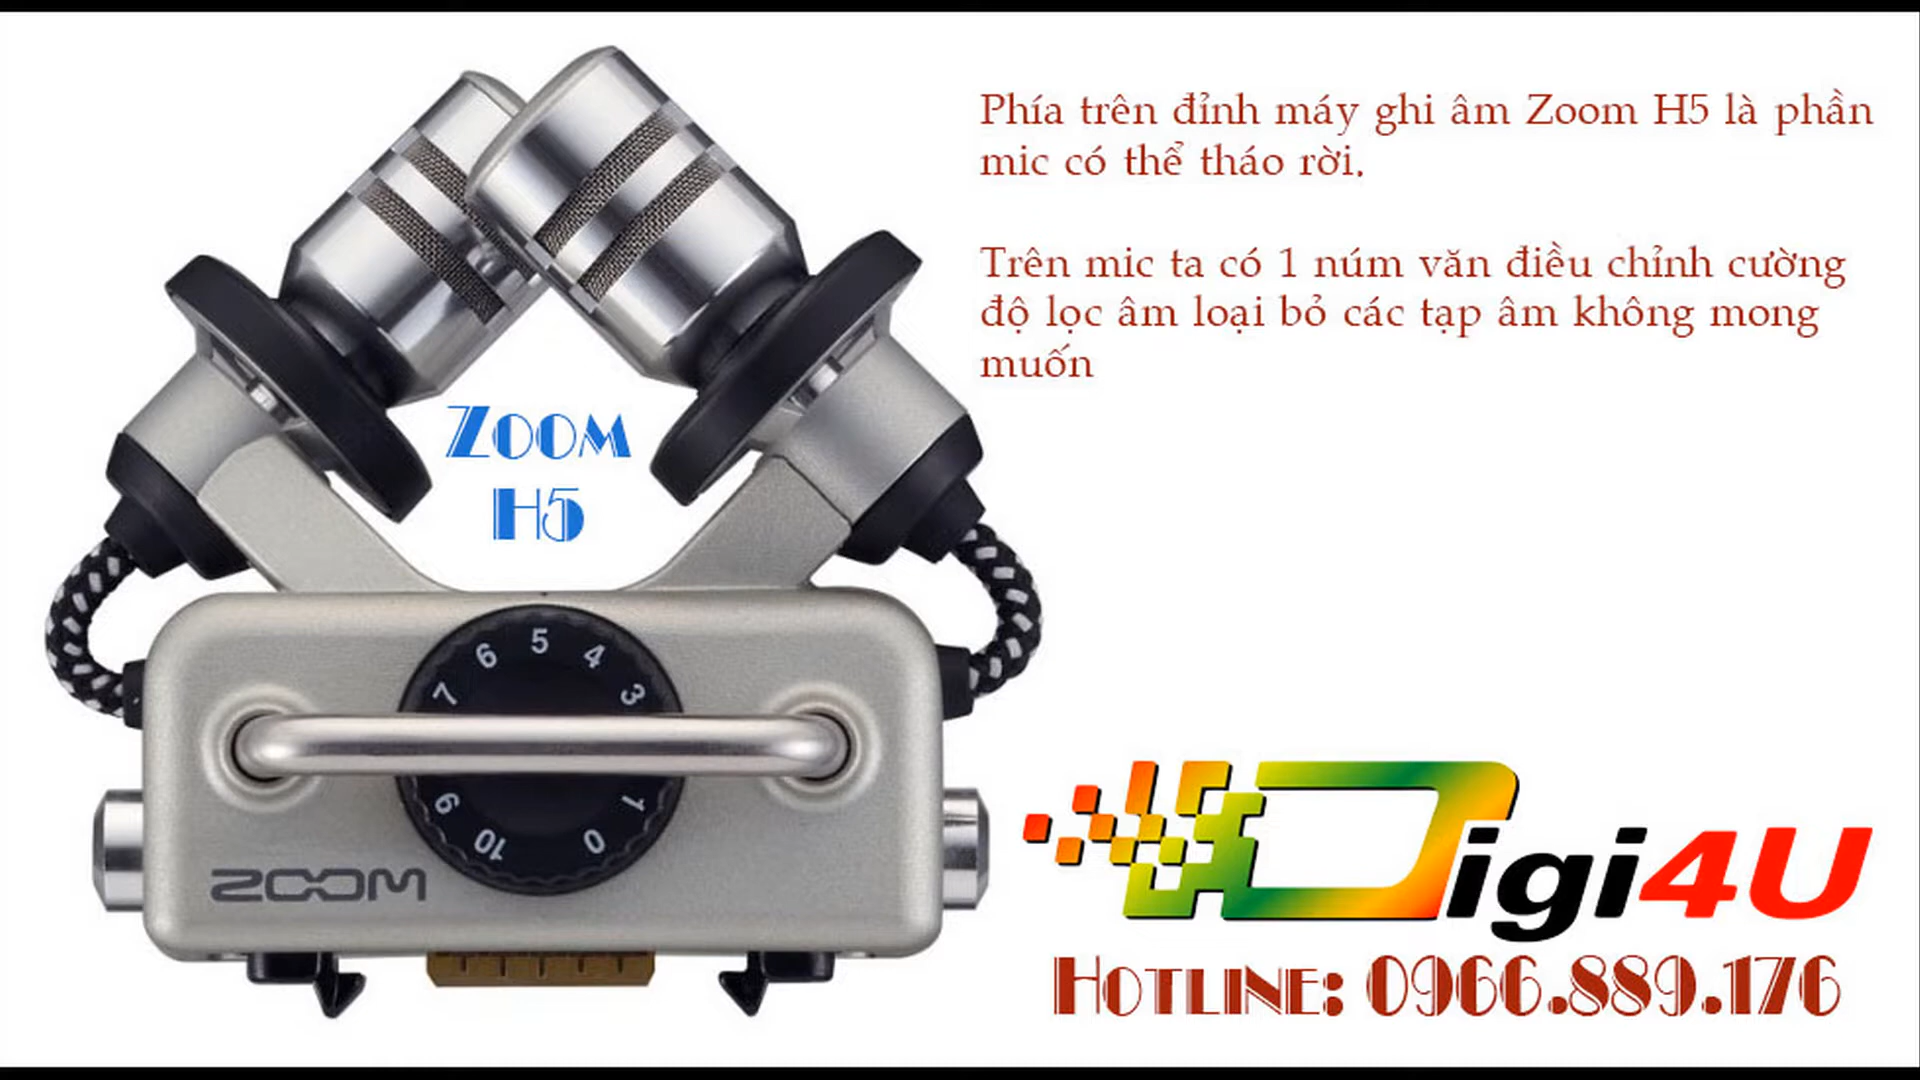 Phía trên đỉnh máy ghi âm Zoom H5 là phần
mic có thể tháo rời.
Trên mic ta có 1 núm văn điều chỉnh cường
độ lọc âm loại bỏ các tạp âm không mong
muốn
Zoom
H5
5
6
4
7
3
9
1
10
0
ZOOM
Digi4U
Hotline: 0966.889.176